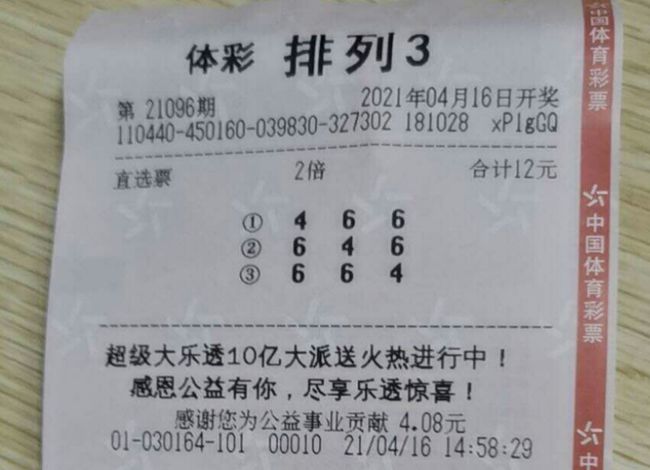 体彩 排列3
第 21096期 2021年04月16日开奖
110440-450160-039830-327302 181028 xPlgGQ
直选票 2倍 合计12元
① 4 6 6
② 6 4 6
③ 6 6 4
超级大乐透10亿大派送火热进行中！
感恩公益有你，尽享乐透惊喜！
感谢您为公益事业贡献 4.08元
01-030164-101 00010 21/04/16 14:58:29
中国体育彩票
中国体育彩票
中